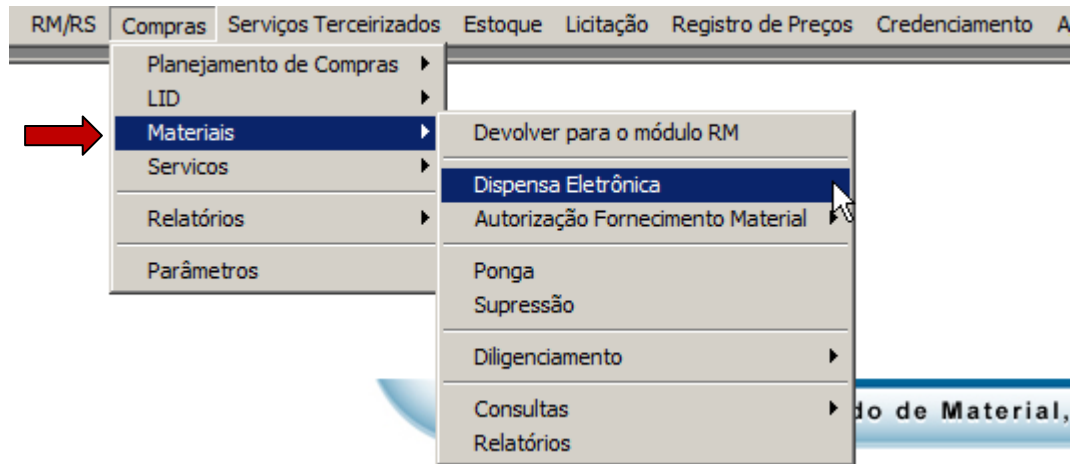 RM/RS Compras Serviços Terceirizados Estoque Licitação Registro de Preços Credenciamento A
Planejamento de Compras
LID
Materiais
Servicos
Relatórios
Parâmetros
Devolver para o módulo RM
Dispensa Eletrônica
Autorização Fornecimento Material
Ponga
Supressão
Diligenciamento
Consultas
Relatórios
do de Material,